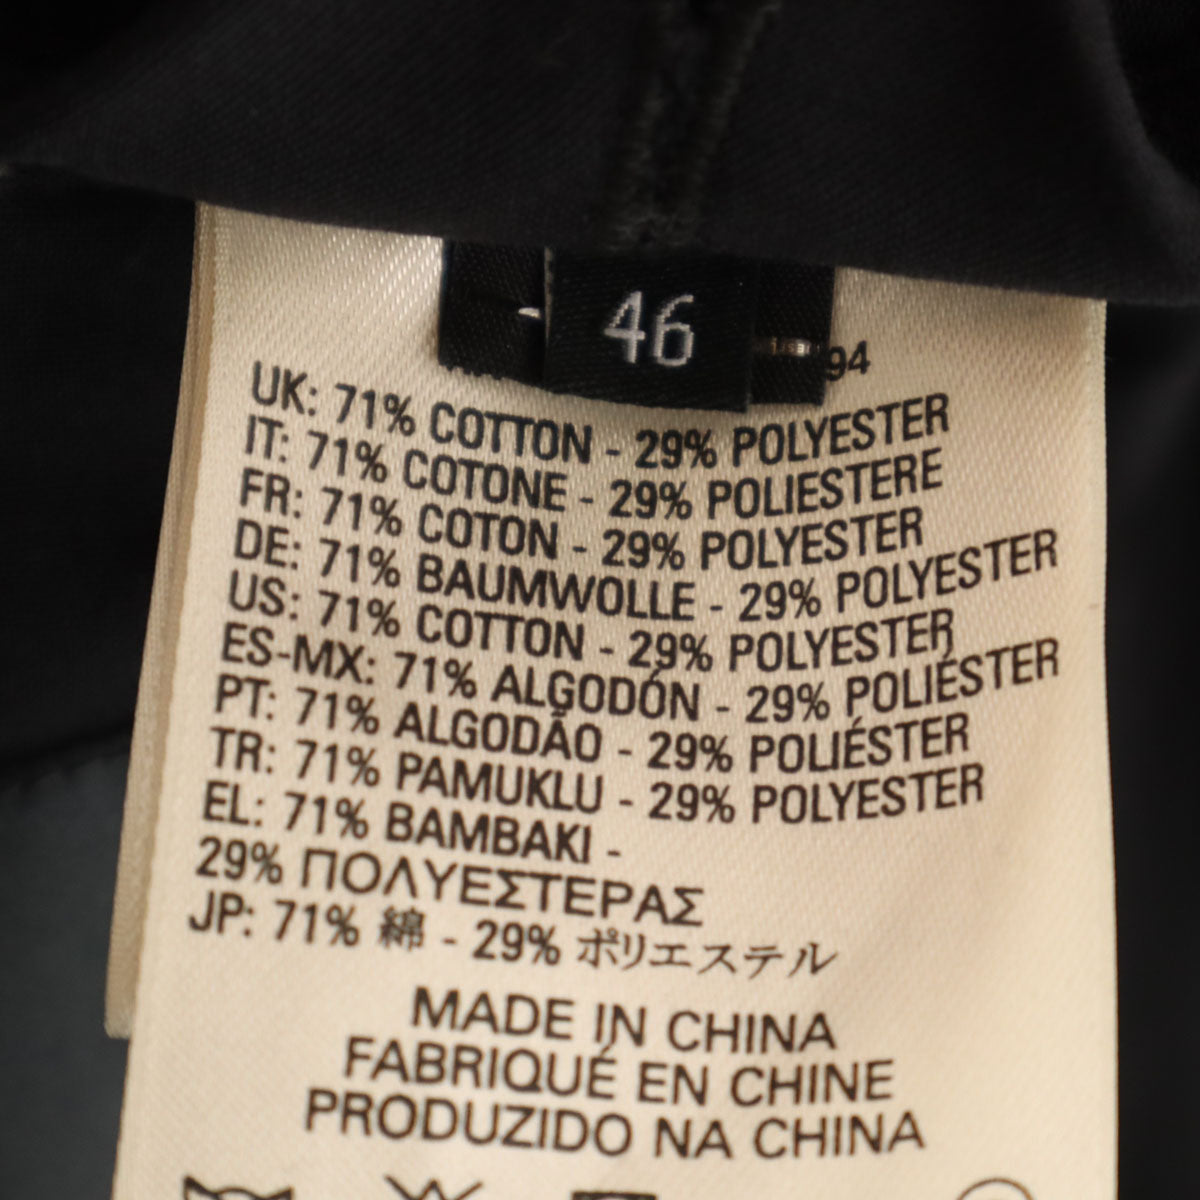 46
94
UK: 71% COTTON - 29% POLYESTER
IT: 71% COTONE - 29% POLIESTERE
FR: 71% COTON - 29% POLYESTER
DE: 71% BAUMWOLLE - 29% POLYESTER
US: 71% COTTON - 29% POLYESTER
ES-MX: 71% ALGODÓN - 29% POLIÉSTER
PT: 71% ALGODÃO - 29% POLIÉSTER
TR: 71% PAMUKLU - 29% POLYESTER
EL: 71% ΒΑΜΒΑΚΙ -
29% ΠΟΛΥΕΣΤΕΡΑΣ
JP: 71% 綿 - 29% ポリエステル
MADE IN CHINA
FABRIQUÉ EN CHINE
PRODUZIDO NA CHINA